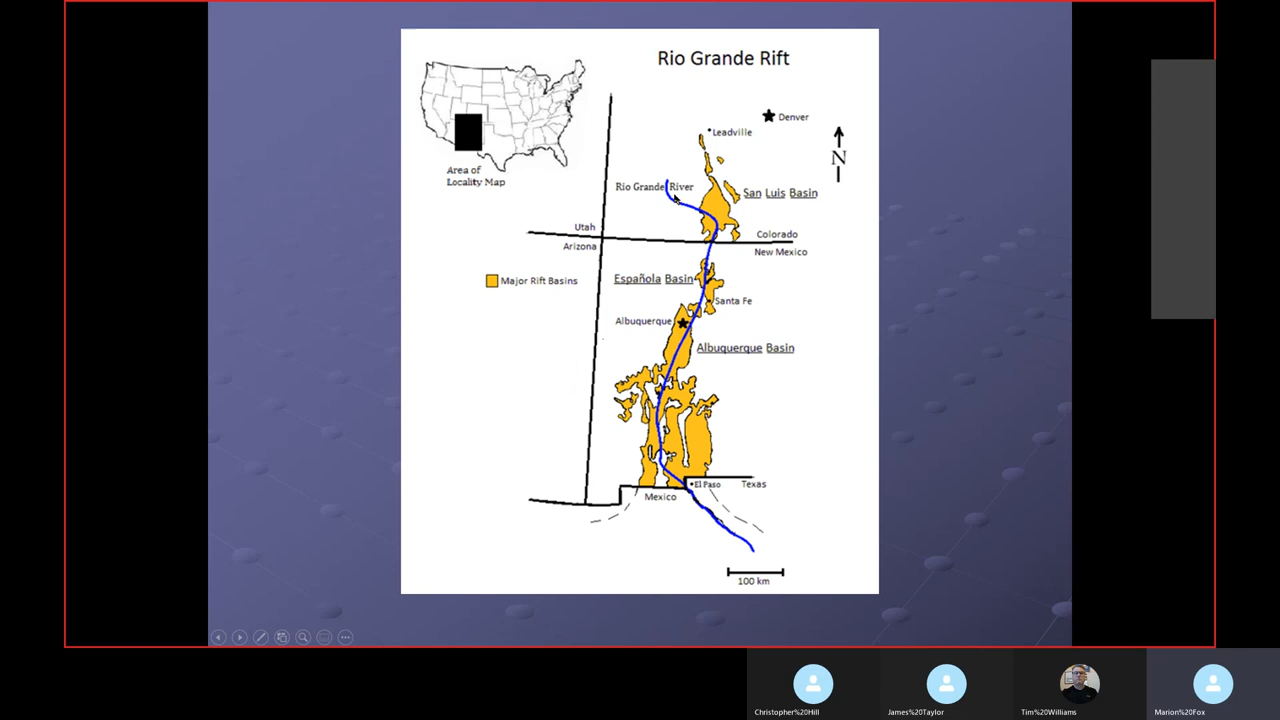 Rio Grande Rift
Denver
Leadville
N
Area of
Locality Map
Rio Grande River
San Luis Basin
Utah
Colorado
Arizona
New Mexico
Major Rift Basins
Española Basin
Santa Fe
Albuquerque
Albuquerque Basin
El Paso
Texas
Mexico
100 km
Christopher%20Hill
James%20Taylor
Tim%20Williams
Marion%20Fox